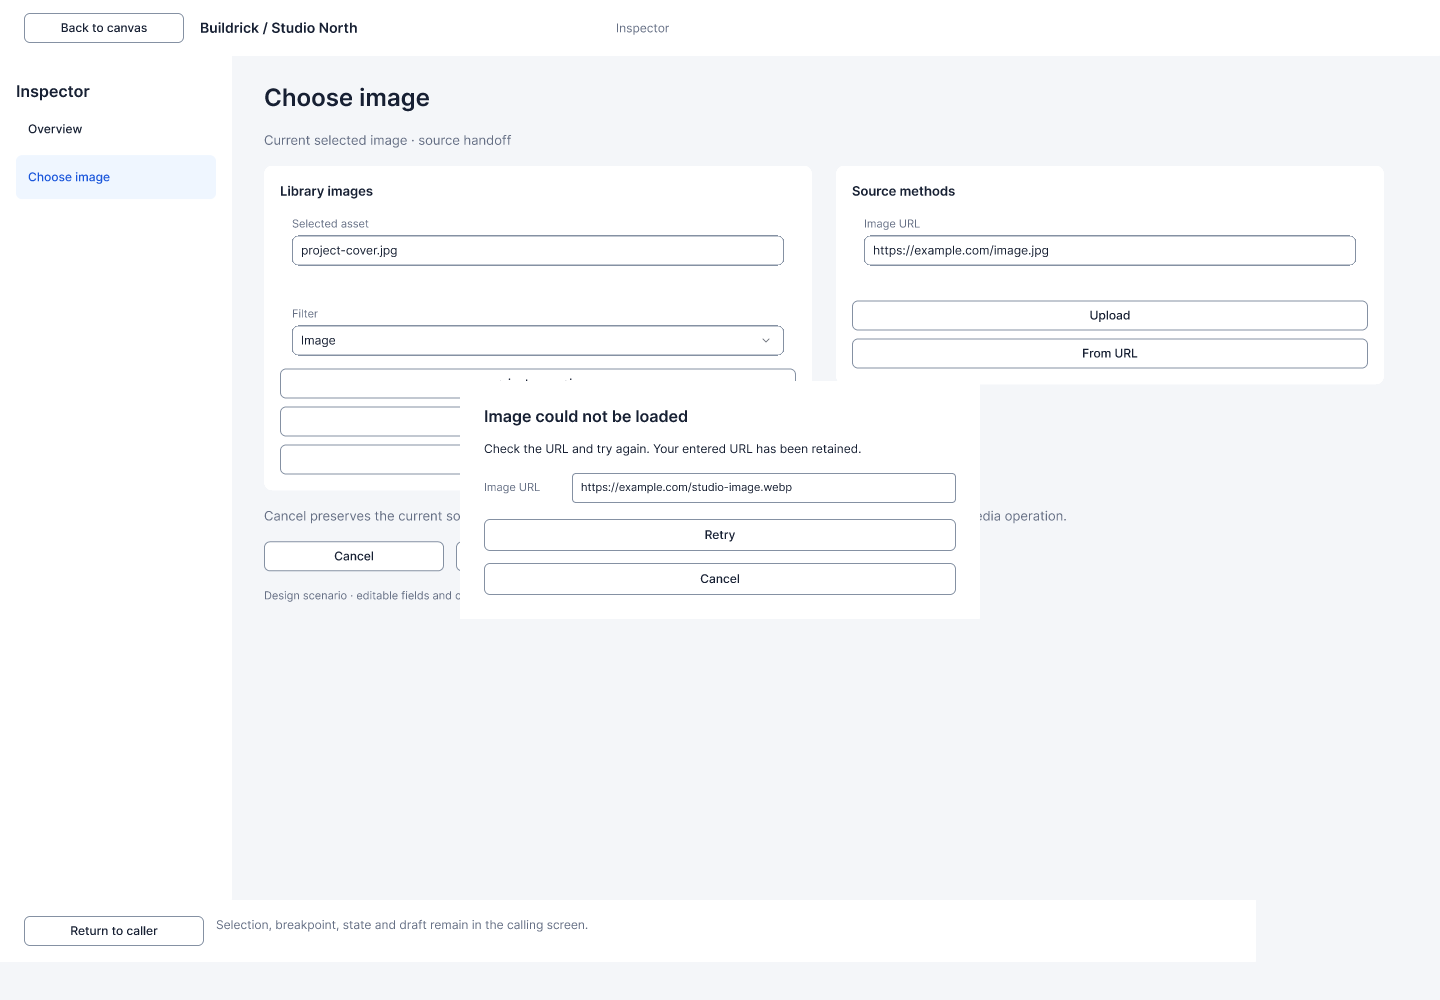 Back to canvas
Buildrick / Studio North
Inspector
Inspector
Overview
Choose image
Choose image
Current selected image · source handoff
Library images
Selected asset
project-cover.jpg
Filter
Image
Source methods
Image URL
https://example.com/image.jpg
Upload
From URL
Image could not be loaded
Check the URL and try again. Your entered URL has been retained.
Image URL
https://example.com/studio-image.webp
Retry
Cancel
Cancel preserves the current
operation.
Cancel
Design scenario · editable fields and
Return to caller
Selection, breakpoint, state and draft remain in the calling screen.